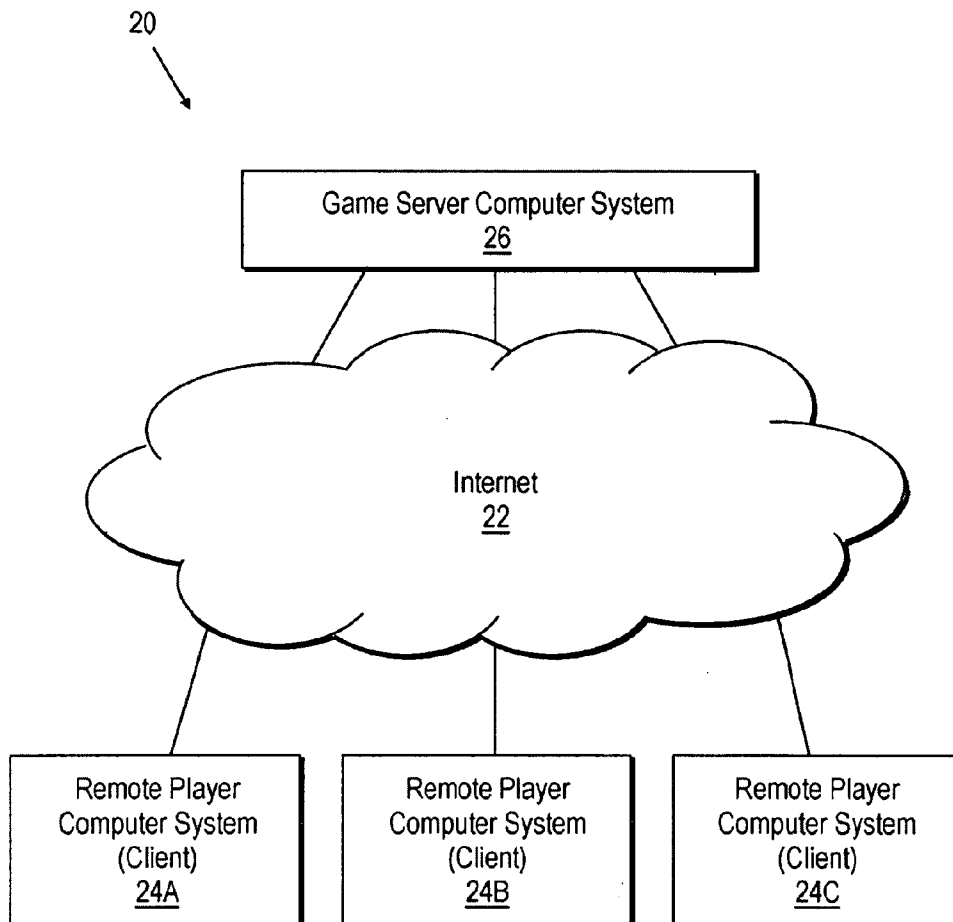 20
Game Server Computer System
26
Internet
22
Remote Player
Computer System
(Client)
24A
Remote Player
Computer System
(Client)
24B
Remote Player
Computer System
(Client)
24C